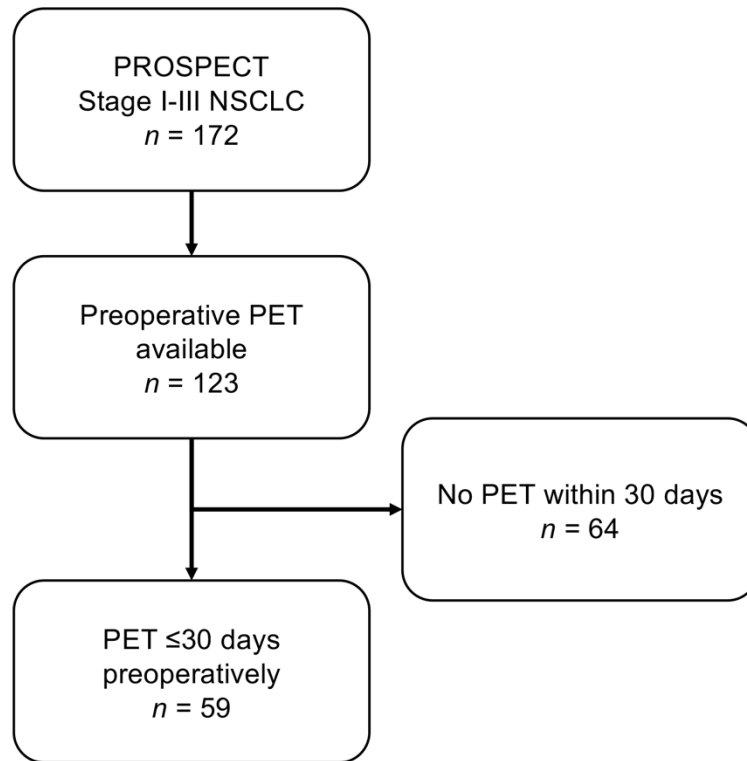 PROSPECT
Stage I-III NSCLC
n = 172
Preoperative PET
available
n = 123
No PET within 30 days
n = 64
PET ≤30 days
preoperatively
n = 59